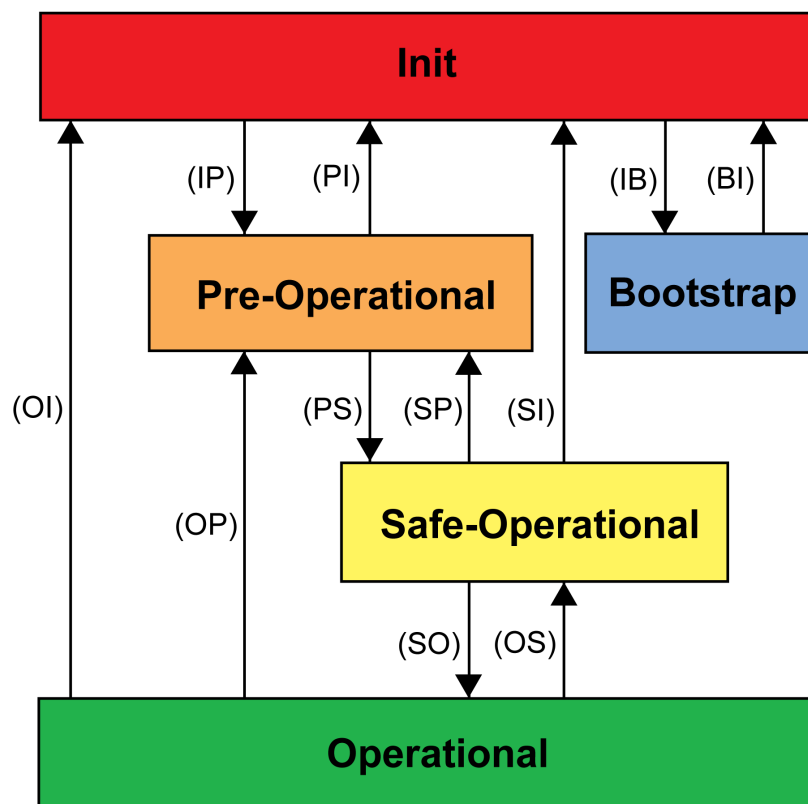 Init
(IP)
(PI)
(IB)
(BI)
Pre-Operational
Bootstrap
(OI)
(PS)
(SP)
(SI)
(OP)
Safe-Operational
(SO)
(OS)
Operational